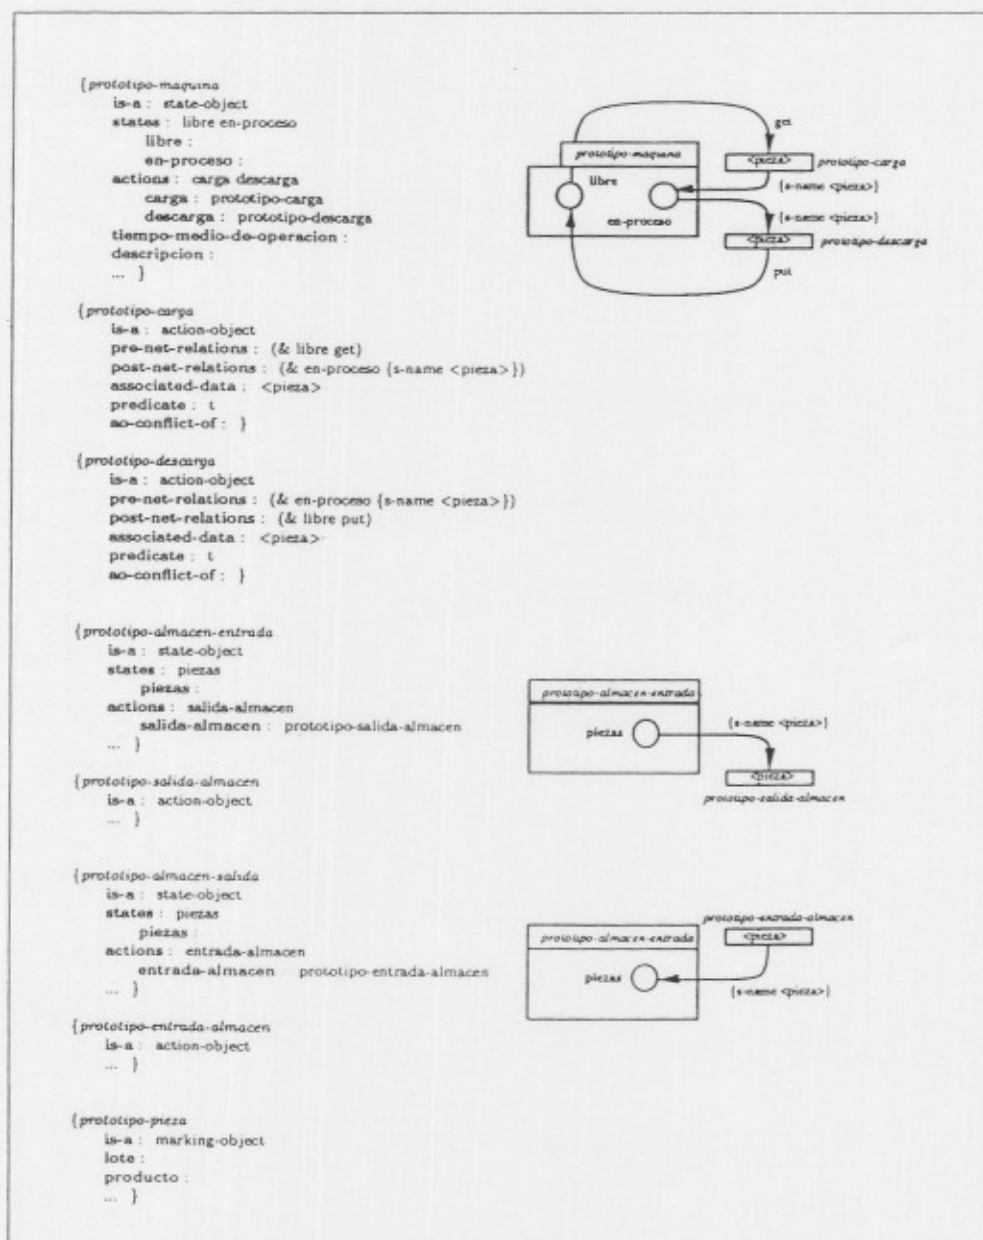 {prototipo-maquina
is-a : state-object
states : libre en-proceso
libre :
en-proceso :
actions : carga descarga
carga : prototipo-carga
descarga : prototipo-descarga
tiempo-medio-de-operacion :
descripcion :
... }
{prototipo-carga
is-a : action-object
pre-net-relations : (& libre get)
post-net-relations : (& en-proceso {s-name <pieza>})
associated-data : <pieza>
predicate : t
ao-conflict-of : }
{prototipo-descarga
is-a : action-object
pre-net-relations : (& en-proceso {s-name <pieza>})
post-net-relations : (& libre put)
associated-data : <pieza>
predicate : t
ao-conflict-of : }
{prototipo-almacen-entrada
is-a : state-object
states : piezas
piezas :
actions : salida-almacen
salida-almacen : prototipo-salida-almacen
... }
{prototipo-salida-almacen
is-a : action-object
... }
{prototipo-almacen-salida
is-a : state-object
states : piezas
piezas :
actions : entrada-almacen
entrada-almacen prototipo-entrada-almacen
... }
{prototipo-entrada-almacen
is-a : action-object
... }
{prototipo-pieza
is-a : marking-object
lote :
producto :
... }
get
prototipo-maquina
<pieza> prototipo-carga
libre
{s-name <pieza>}
en-proceso
{s-name <pieza>}
<pieza> prototipo-descarga
put
prototipo-almacen-entrada
piezas
{s-name <pieza>}
<pieza>
prototipo-salida-almacen
prototipo-entrada-almacen
prototipo-almacen-entrada
<pieza>
piezas
{s-name <pieza>}